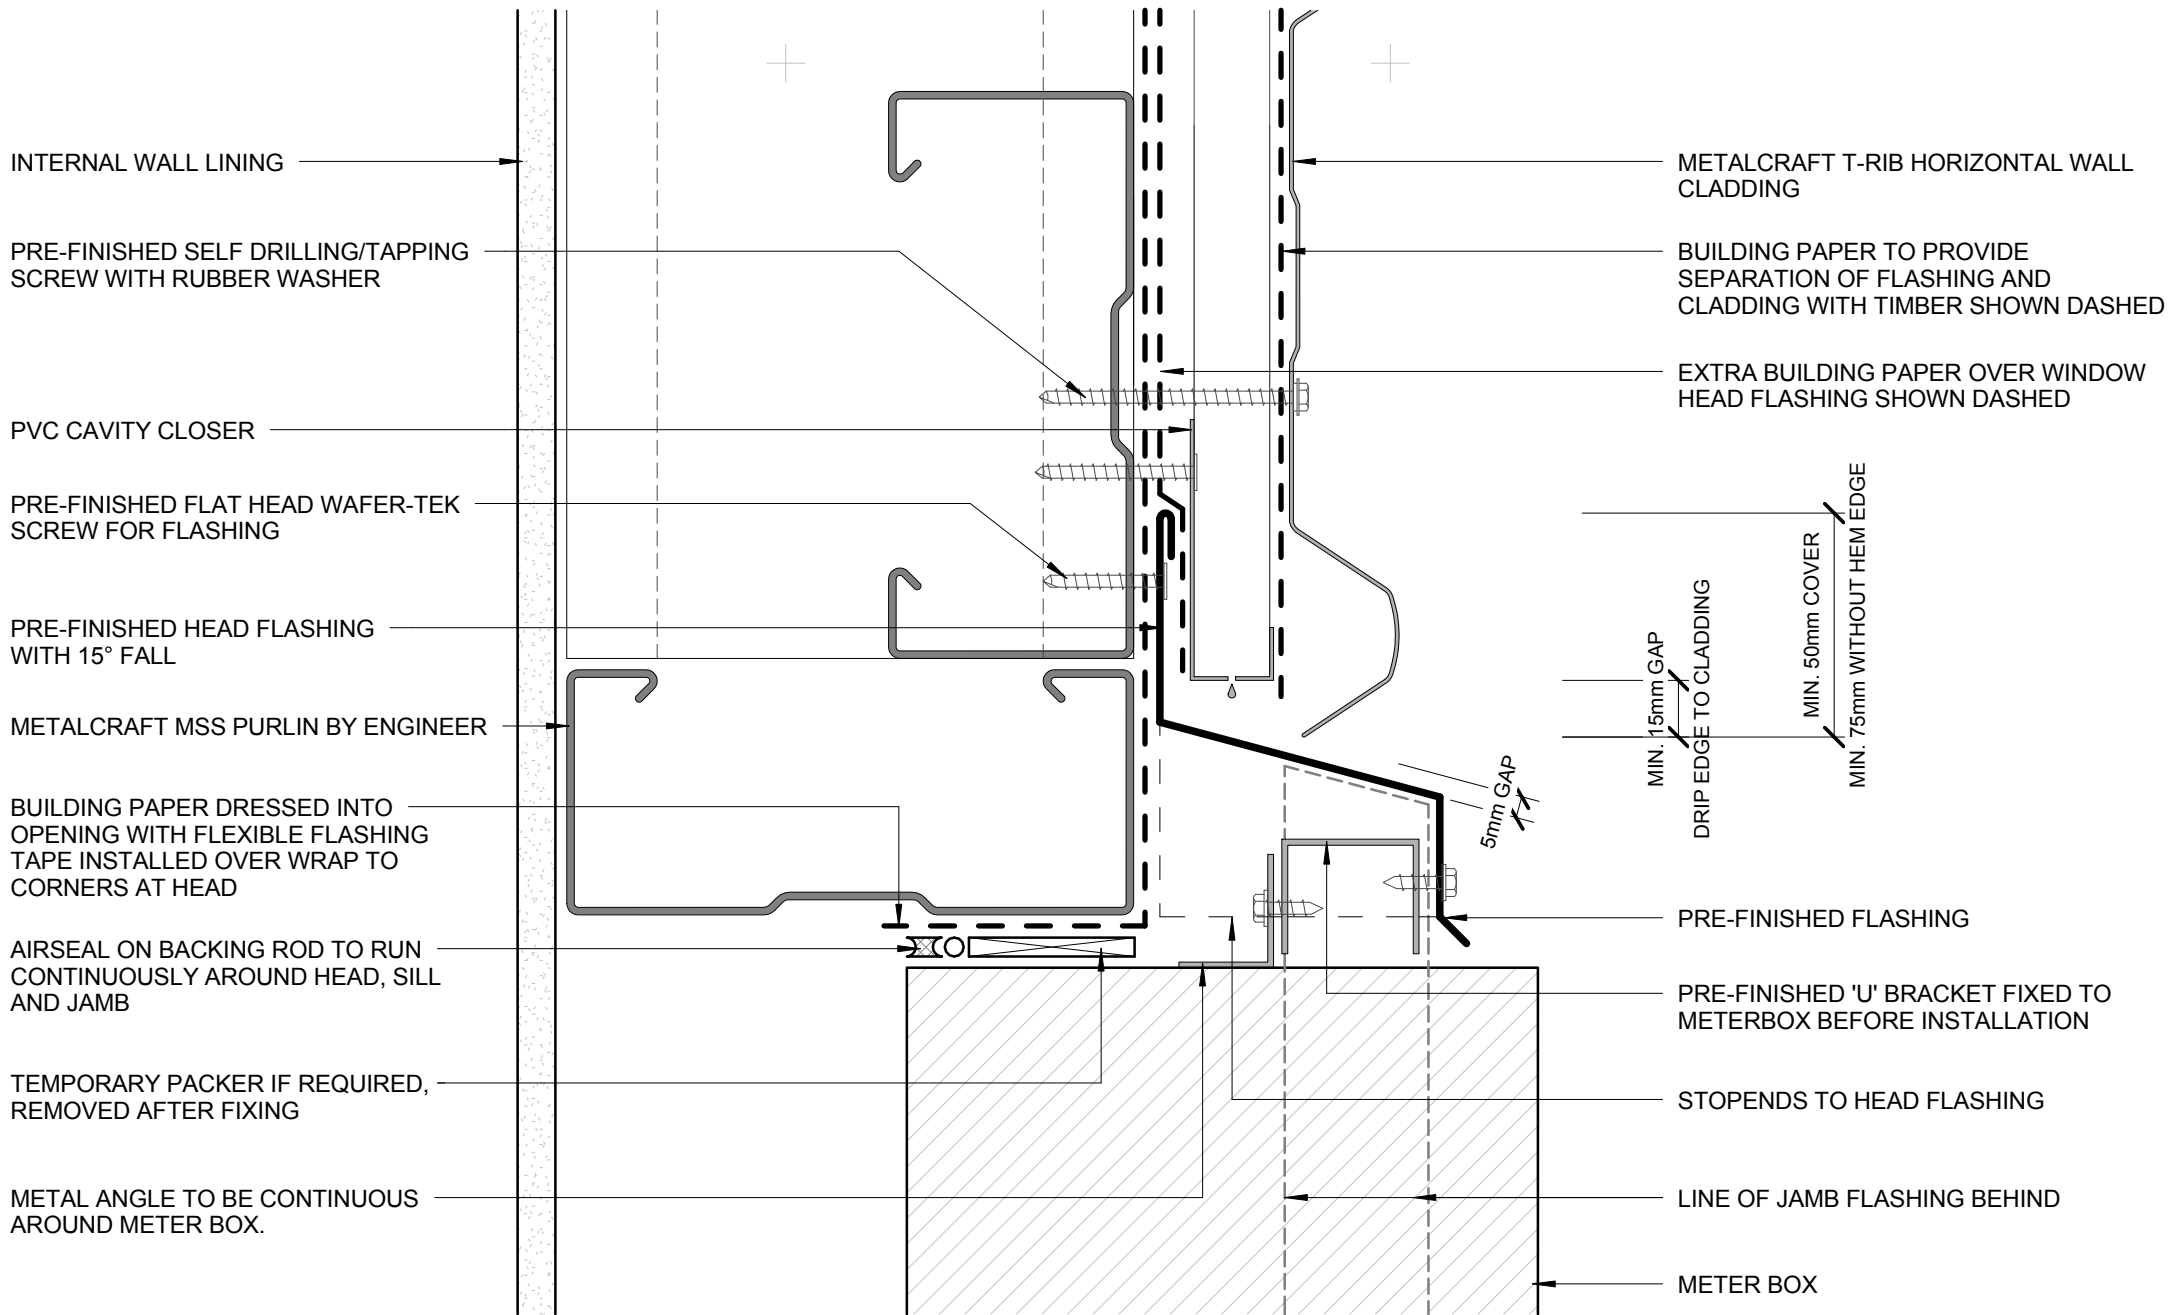 INTERNAL WALL LINING
PRE-FINISHED SELF DRILLING/TAPPING
SCREW WITH RUBBER WASHER
PVC CAVITY CLOSER
PRE-FINISHED FLAT HEAD WAFER-TEK
SCREW FOR FLASHING
PRE-FINISHED HEAD FLASHING
WITH 15° FALL
METALCRAFT MSS PURLIN BY ENGINEER
BUILDING PAPER DRESSED INTO
OPENING WITH FLEXIBLE FLASHING
TAPE INSTALLED OVER WRAP TO
CORNERS AT HEAD
AIRSEAL ON BACKING ROD TO RUN
CONTINUOUSLY AROUND HEAD, SILL
AND JAMB
TEMPORARY PACKER IF REQUIRED,
REMOVED AFTER FIXING
METAL ANGLE TO BE CONTINUOUS
AROUND METER BOX.
METALCRAFT T-RIB HORIZONTAL WALL
CLADDING
BUILDING PAPER TO PROVIDE
SEPARATION OF FLASHING AND
CLADDING WITH TIMBER SHOWN DASHED
EXTRA BUILDING PAPER OVER WINDOW
HEAD FLASHING SHOWN DASHED
5mm GAP
MIN. 15mm GAP
DRIP EDGE TO CLADDING
MIN. 50mm COVER
MIN. 75mm WITHOUT HEM EDGE
PRE-FINISHED FLASHING
PRE-FINISHED 'U' BRACKET FIXED TO
METERBOX BEFORE INSTALLATION
STOPENDS TO HEAD FLASHING
LINE OF JAMB FLASHING BEHIND
METER BOX